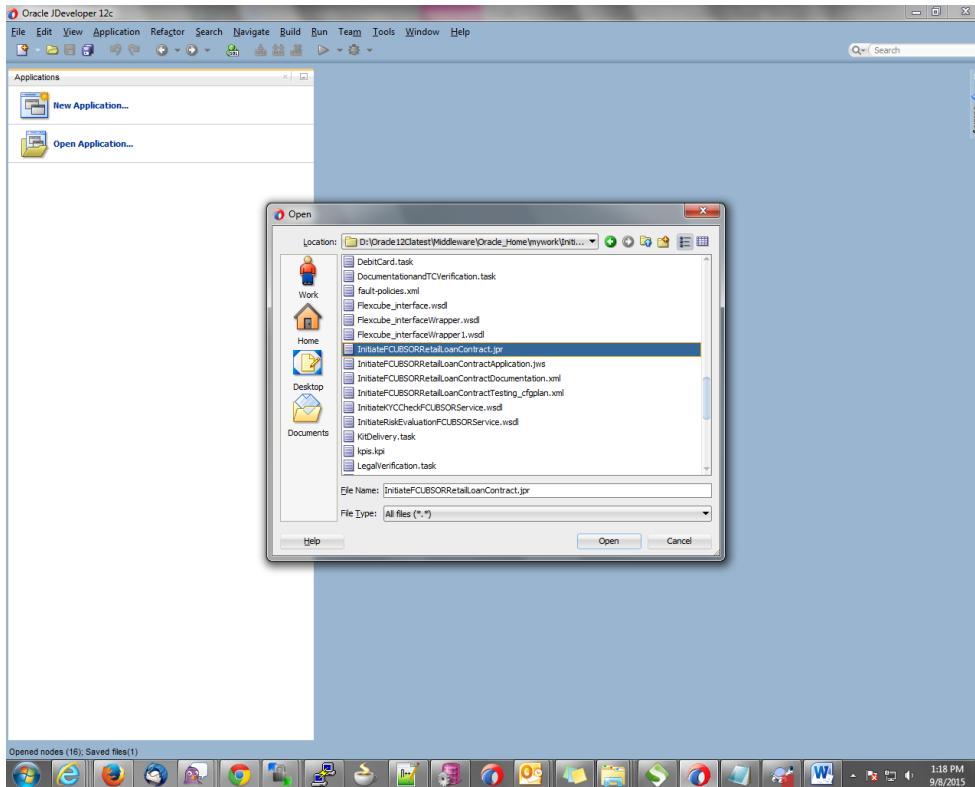 Oracle JDeveloper 12c
File Edit View Application Refactor Search Navigate Build Run Team Tools Window Help
Search
Applications
New Application...
Open Application...
Open
Location: D:\Oracle12Clatest\Middleware\Oracle_Home\mywork\Initi...
Work
Home
Desktop
Documents
DebitCard.task
DocumentationandTCVerification.task
fault-policies.xml
Flexcube_interface.wsdl
Flexcube_interfaceWrapper.wsdl
Flexcube_interfaceWrapper1.wsdl
InitiateFCUBSORRetailLoanContract.jpr
InitiateFCUBSORRetailLoanContractApplication.jws
InitiateFCUBSORRetailLoanContractDocumentation.xml
InitiateFCUBSORRetailLoanContractTesting_cfgplan.xml
InitiateKYCCheckFCUBSORService.wsdl
InitiateRiskEvaluationFCUBSORService.wsdl
KitDelivery.task
kpis.kpi
LegalVerification.task
File Name: InitiateFCUBSORRetailLoanContract.jpr
File Type: All files (*.*)
Help Open Cancel
Opened nodes (16); Saved files(1)
1:18 PM
9/8/2015